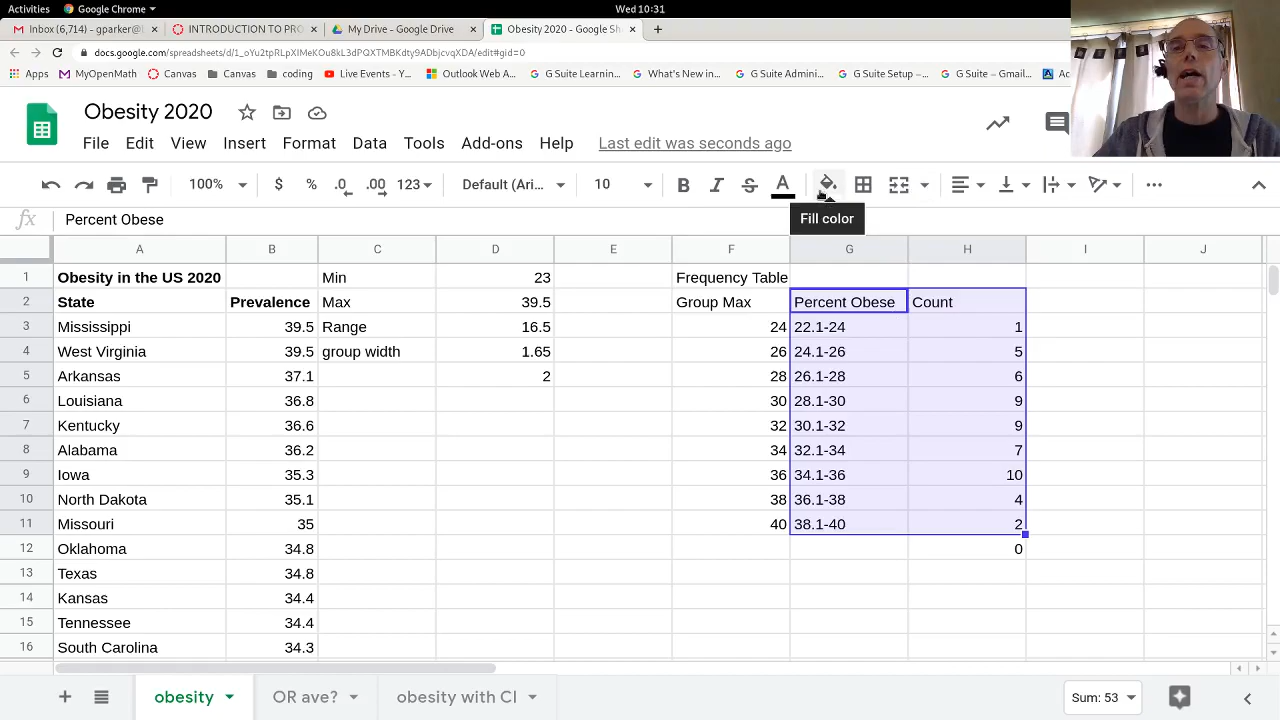 Activities Google Chrome Wed 10:31
Inbox (6,714) - gparker@ INTRODUCTION TO PRO My Drive - Google Drive Obesity 2020 - Google Sh
docs.google.com/spreadsheets/d/1_oYu2tpRLpXIMeKOu8kL3dPQXTMBKdty9ADbjcvqXDA/edit#gid=0
Apps MyOpenMath Canvas Canvas coding Live Events - Y... Outlook Web A... G Suite Learnin... What's New in... G Suite Admini... G Suite Setup -... G Suite – Gmail...
Obesity 2020
File Edit View Insert Format Data Tools Add-ons Help Last edit was seconds ago
100% $ % .0 .00 123 Default (Ari... 10 B I S A
Fill color
fx Percent Obese
A B C D E F G H I J
1 Obesity in the US 2020 Min 23 Frequency Table
2 State Prevalence Max 39.5 Group Max Percent Obese Count
3 Mississippi 39.5 Range 16.5 24 22.1-24 1
4 West Virginia 39.5 group width 1.65 26 24.1-26 5
5 Arkansas 37.1 2 28 26.1-28 6
6 Louisiana 36.8 30 28.1-30 9
7 Kentucky 36.6 32 30.1-32 9
8 Alabama 36.2 34 32.1-34 7
9 Iowa 35.3 36 34.1-36 10
10 North Dakota 35.1 38 36.1-38 4
11 Missouri 35 40 38.1-40 2
12 Oklahoma 34.8 0
13 Texas 34.8
14 Kansas 34.4
15 Tennessee 34.4
16 South Carolina 34.3
obesity OR ave? obesity with CI Sum: 53